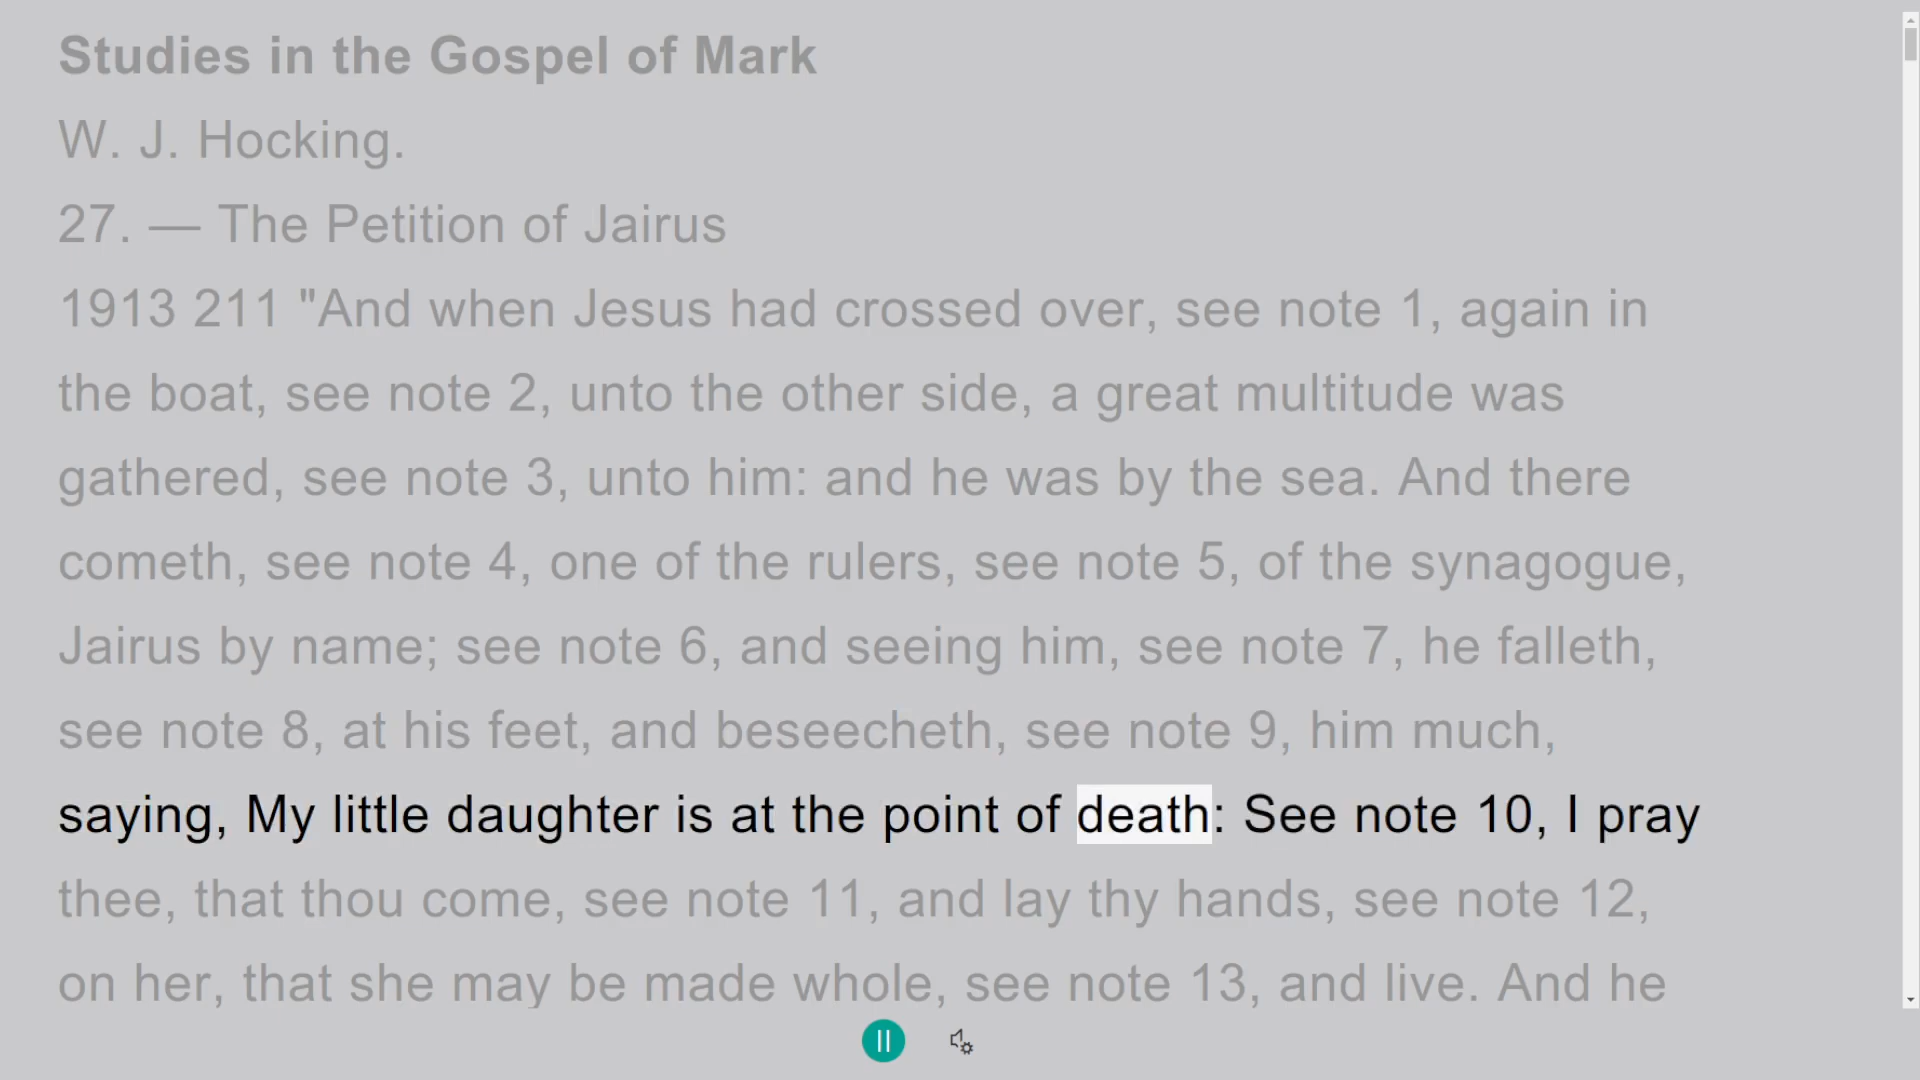 Studies in the Gospel of Mark
W. J. Hocking.
27. — The Petition of Jairus
1913 211 "And when Jesus had crossed over, see note 1, again in
the boat, see note 2, unto the other side, a great multitude was
gathered, see note 3, unto him: and he was by the sea. And there
cometh, see note 4, one of the rulers, see note 5, of the synagogue,
Jairus by name; see note 6, and seeing him, see note 7, he falleth,
see note 8, at his feet, and beseecheth, see note 9, him much,
saying, My little daughter is at the point of death: See note 10, I pray
thee, that thou come, see note 11, and lay thy hands, see note 12,
on her, that she may be made whole, see note 13, and live. And he